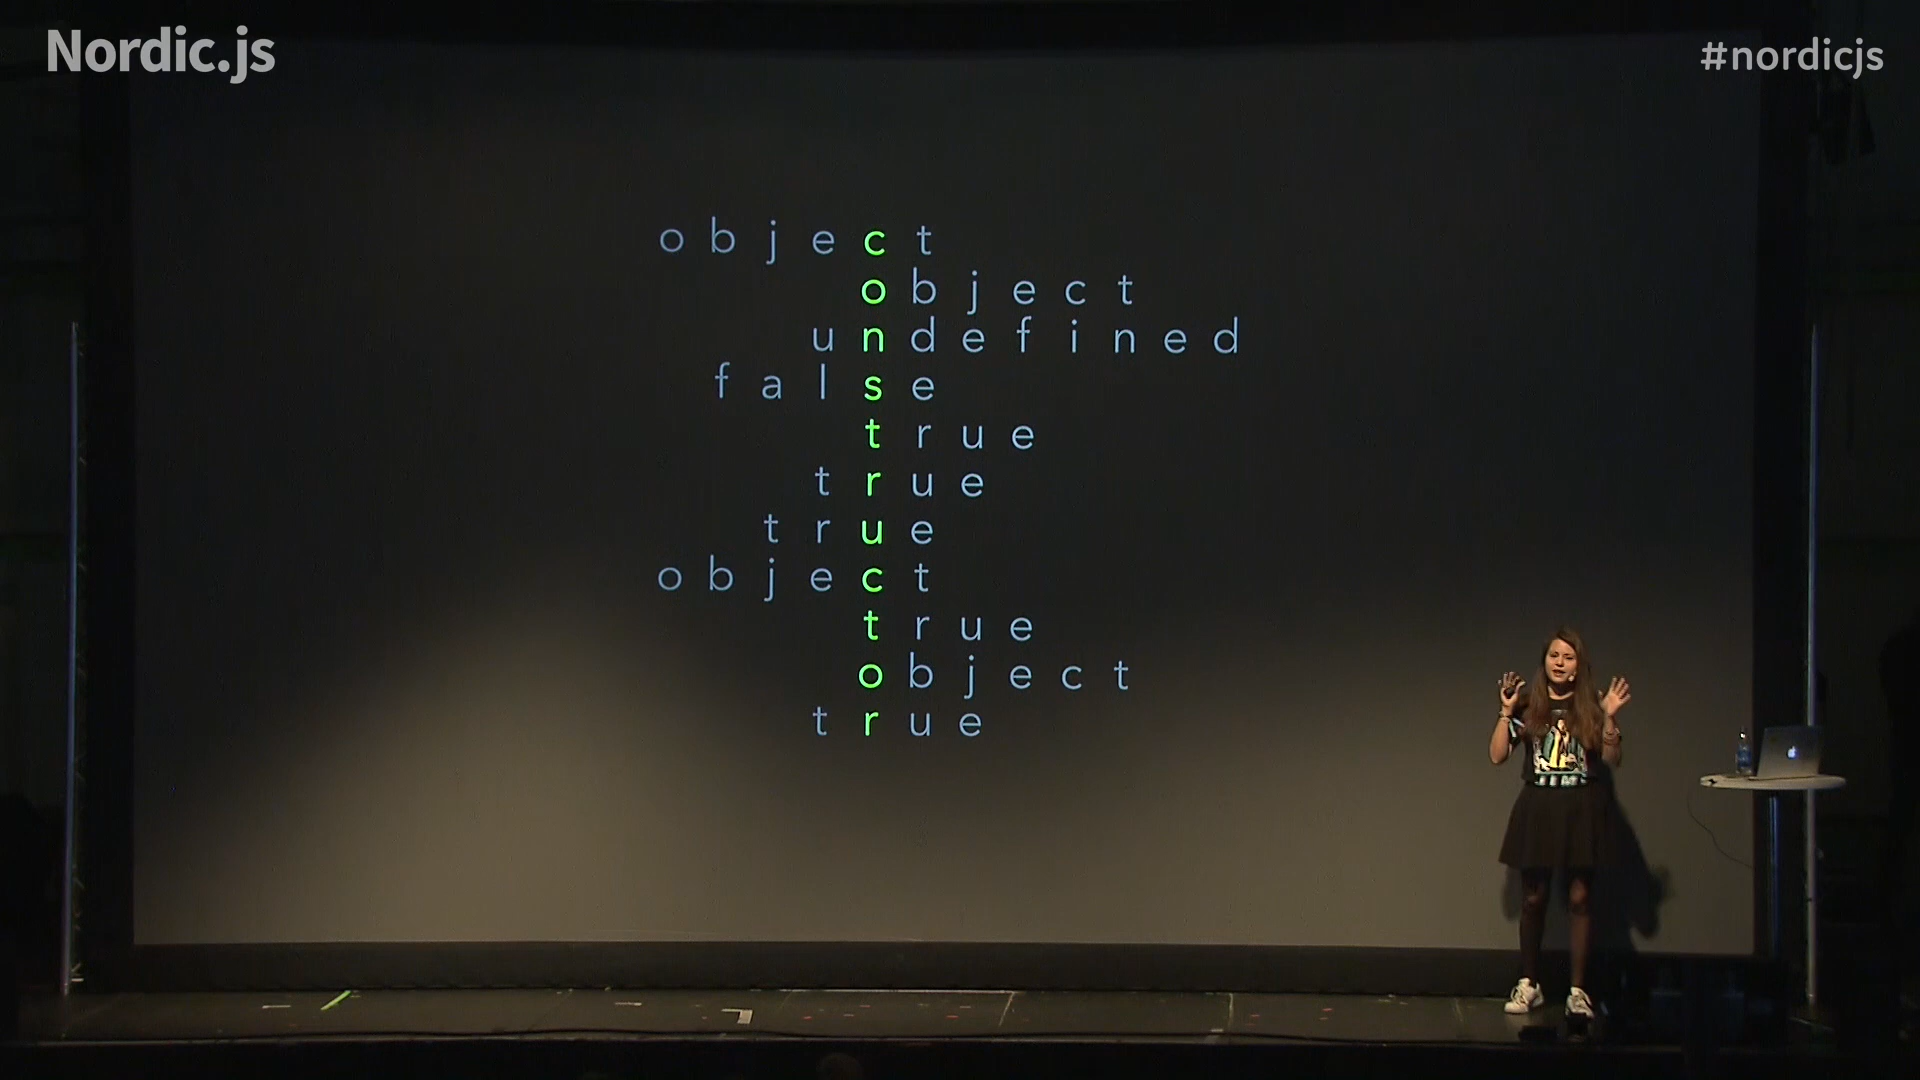 Nordic.js
#nordicjs
object
object
undefined
false
true
true
true
object
true
object
true